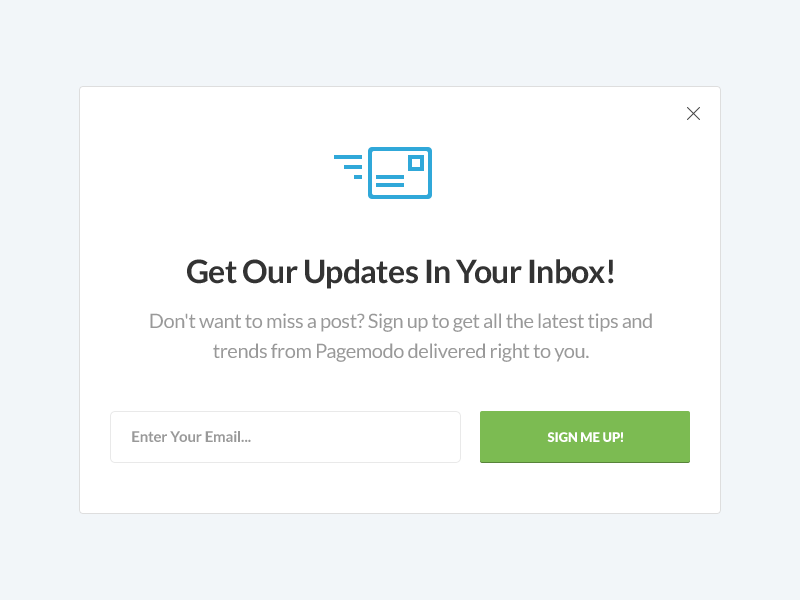 Get Our Updates In Your Inbox!
Don't want to miss a post? Sign up to get all the latest tips and
trends from Pagemodo delivered right to you.
Enter Your Email...
SIGN ME UP!